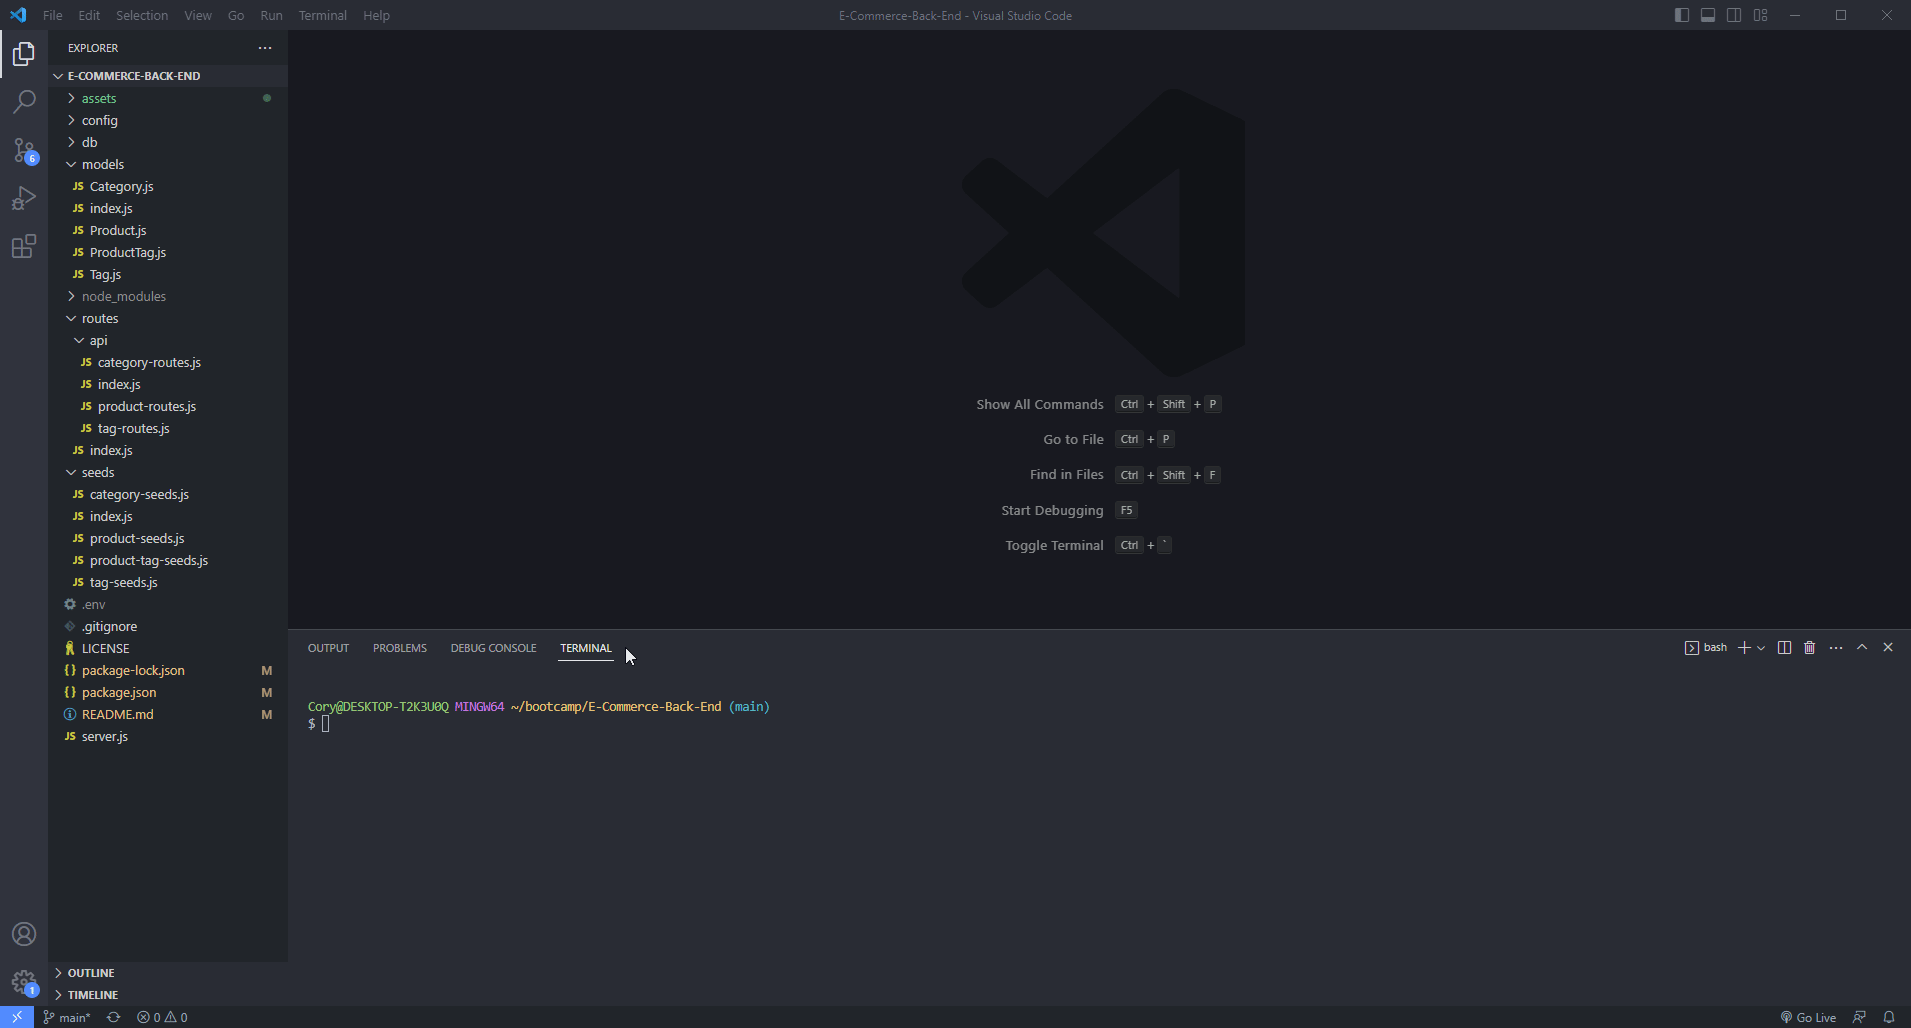 File Edit Selection View Go Run Terminal Help
E-Commerce-Back-End - Visual Studio Code
EXPLORER
E-COMMERCE-BACK-END
assets
config
db
models
JS Category.js
JS index.js
JS Product.js
JS ProductTag.js
JS Tag.js
node_modules
routes
api
JS category-routes.js
JS index.js
JS product-routes.js
JS tag-routes.js
JS index.js
seeds
JS category-seeds.js
JS index.js
JS product-seeds.js
JS product-tag-seeds.js
JS tag-seeds.js
.env
.gitignore
LICENSE
{} package-lock.json M
{} package.json M
README.md M
JS server.js
OUTLINE
TIMELINE
6
1
Show All Commands Ctrl + Shift + P
Go to File Ctrl + P
Find in Files Ctrl + Shift + F
Start Debugging F5
Toggle Terminal Ctrl + `
OUTPUT PROBLEMS DEBUG CONSOLE TERMINAL
bash
Cory@DESKTOP-T2K3U0Q MINGW64 ~/bootcamp/E-Commerce-Back-End (main)
$
main* 0 0
Go Live